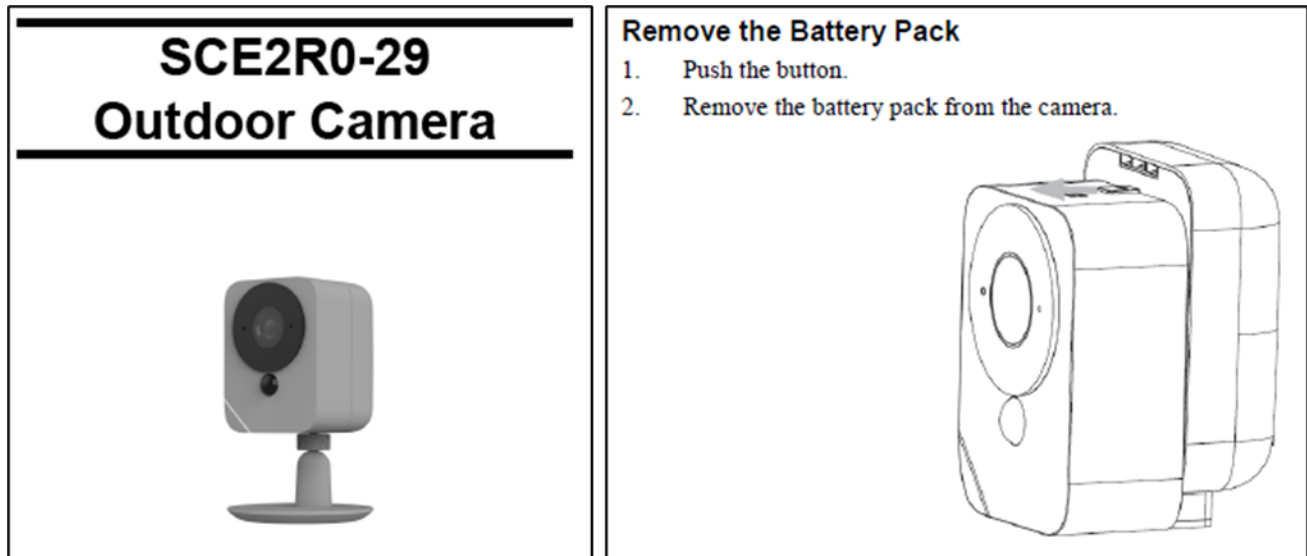 SCE2R0-29
Outdoor Camera
Remove the Battery Pack
1. Push the button.
2. Remove the battery pack from the camera.